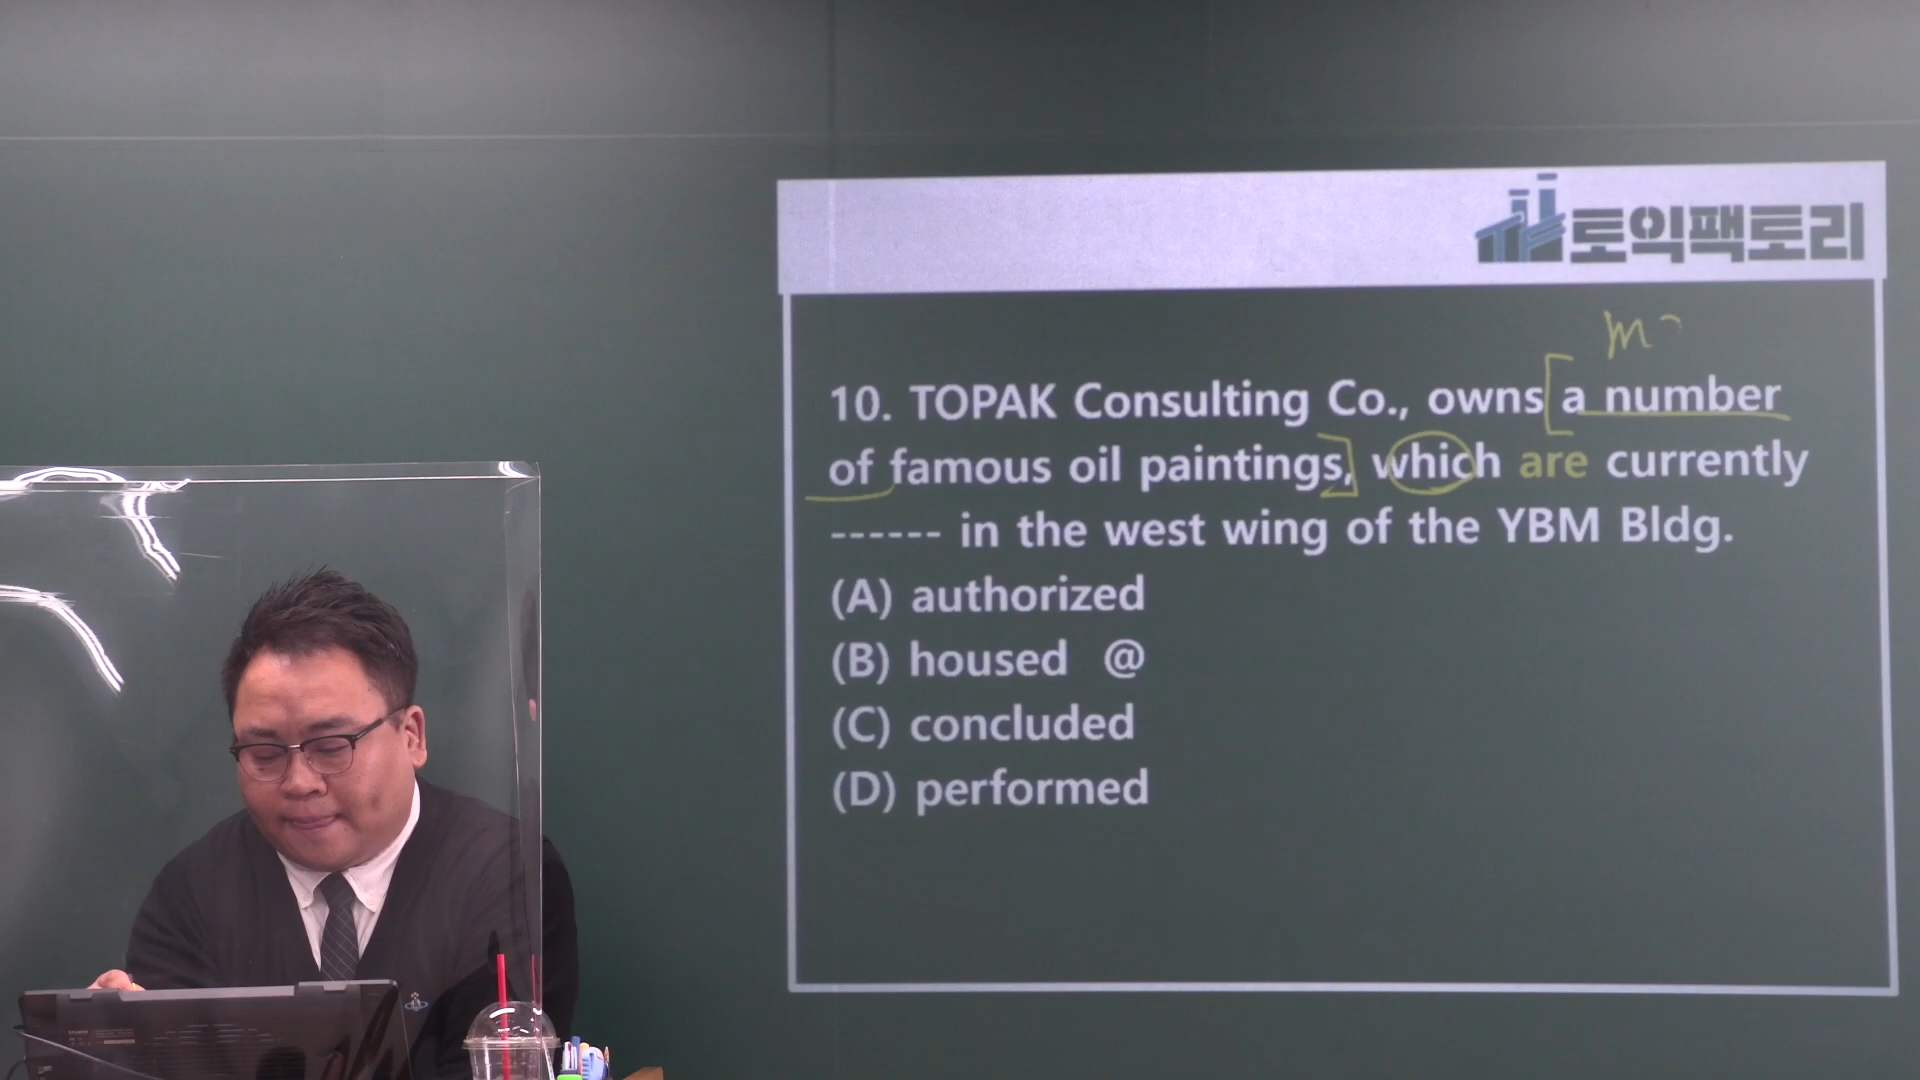 토익팩토리
10. TOPAK Consulting Co., owns a number
of famous oil paintings, which are currently
------ in the west wing of the YBM Bldg.
(A) authorized
(B) housed @
(C) concluded
(D) performed